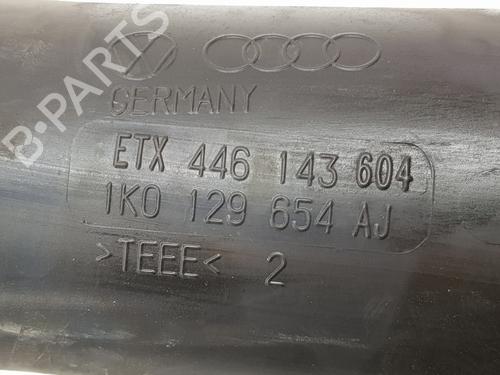 GERMANY
ETX 446 143 604
1K0 129 654 AJ
>TEEE< 2
B-PARTS